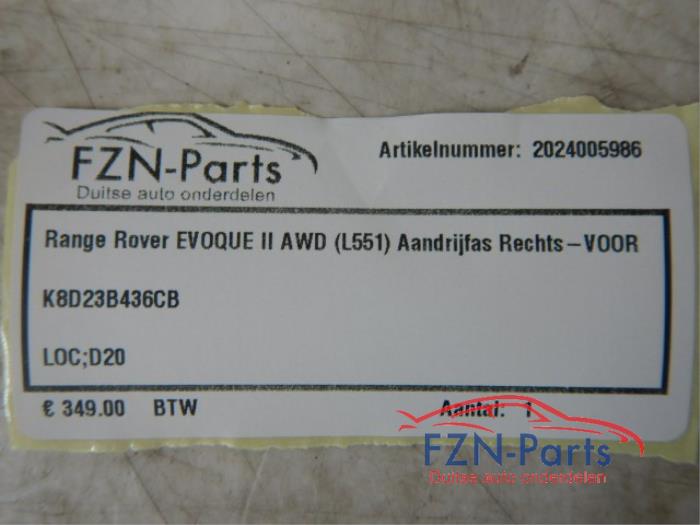 FZN-Parts
Duitse auto onderdelen
Artikelnummer: 2024005986
Range Rover EVOQUE II AWD (L551) Aandrijfas Rechts-VOOR
K8D23B436CB
LOC;D20
€ 349.00 BTW
Aantal: 1
FZN-Parts
Duitse auto onderdelen